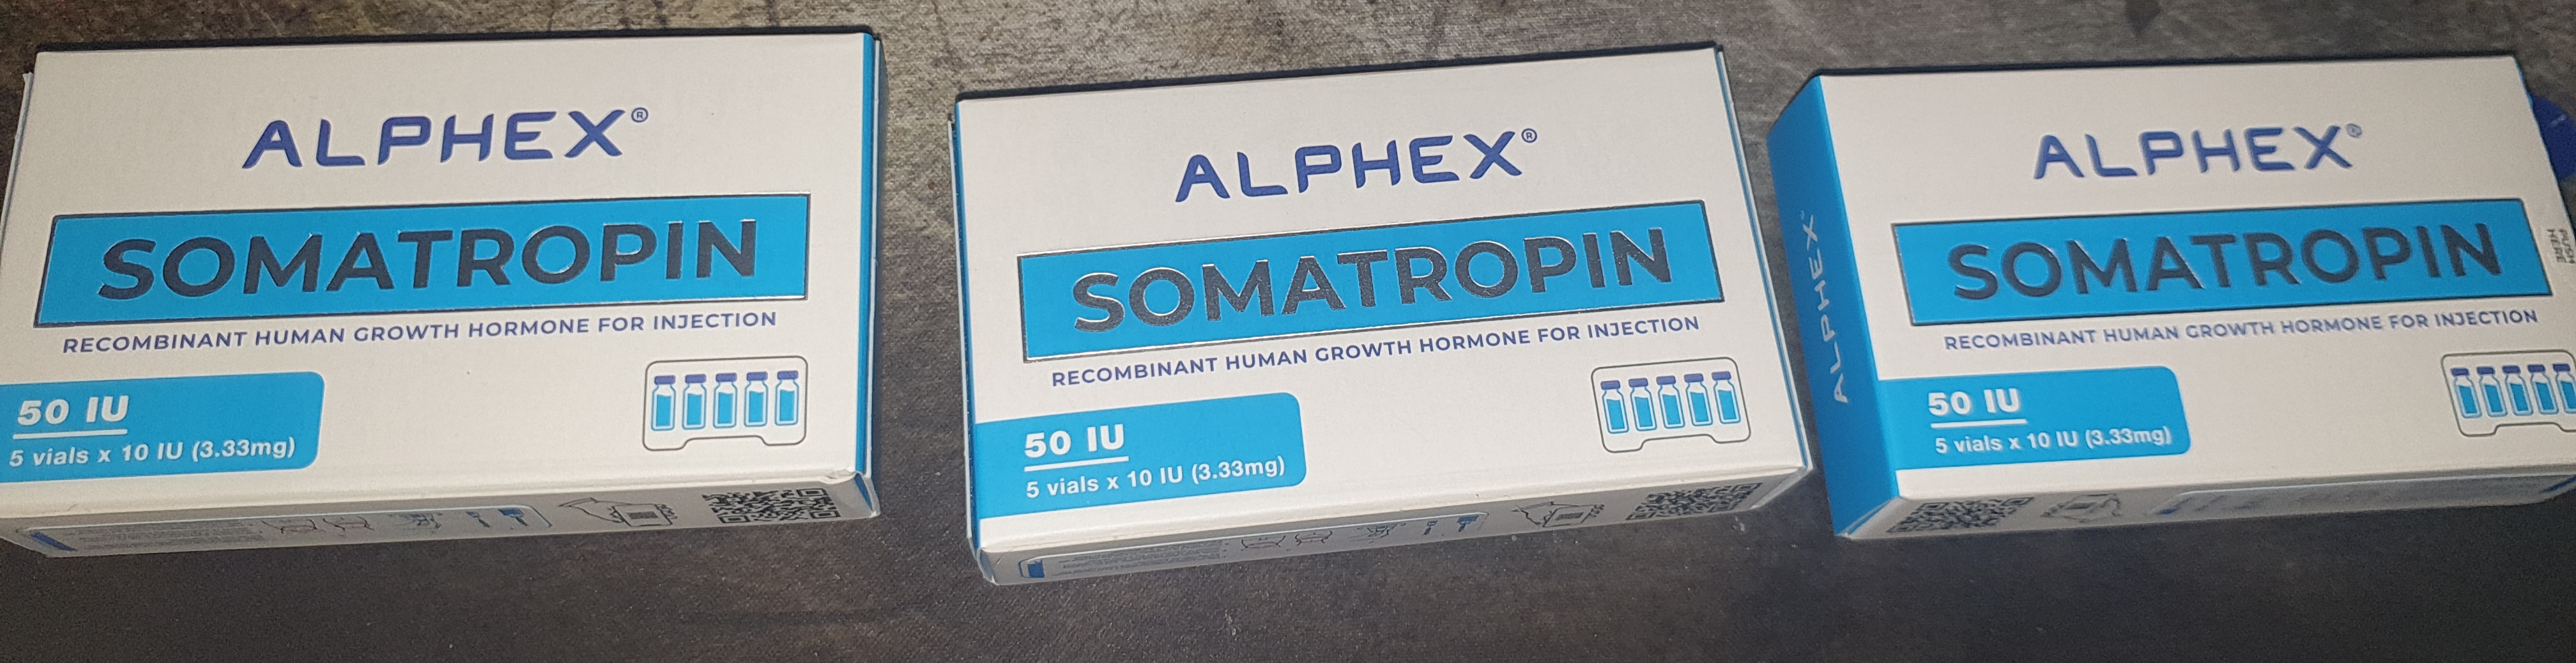 ALPHEX®
SOMATROPIN
RECOMBINANT HUMAN GROWTH HORMONE FOR INJECTION
50 IU
5 vials x 10 IU (3.33mg)
ALPHEX®
SOMATROPIN
RECOMBINANT HUMAN GROWTH HORMONE FOR INJECTION
50 IU
5 vials x 10 IU (3.33mg)
ALPHEX®
ALPHEX®
SOMATROPIN
RECOMBINANT HUMAN GROWTH HORMONE FOR INJECTION
50 IU
5 vials x 10 IU (3.33mg)
HERE